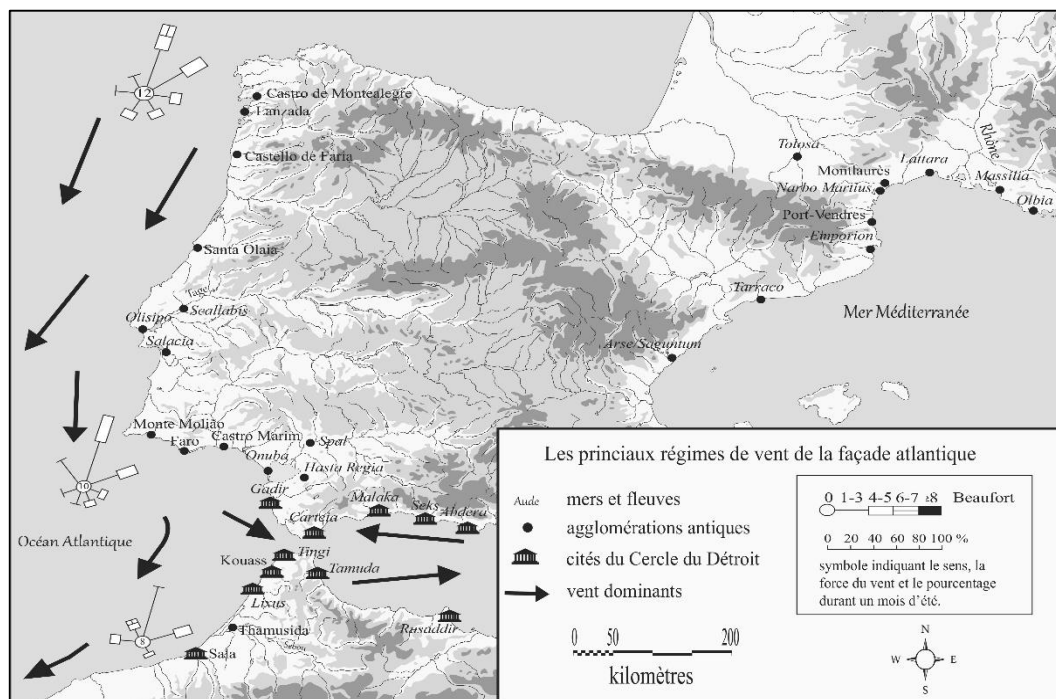 12
Castro de Montealegre
Lanzada
Castello de Faria
Santa Olaia
Tage
Scallabis
Olisipo
Salacia
Monte Molião
Faro
Castro Marim
Spal
Onuba
Hasta Regia
Gadir
Malaka
Seks
Abdera
Carteja
10
Océan Atlantique
Kouass
Tingi
Tamuda
Lixus
Rusaddir
8
Thamusida
Sala
Tolosa
Montlaurès
Narbo Martius
Lattara
Rhône
Massilia
Olbia
Port-Vendres
Emporion
Tarraco
Arse/Saguntum
Mer Méditerranée
Les princiaux régimes de vent de la façade atlantique
Aude mers et fleuves
agglomérations antiques
cités du Cercle du Détroit
vent dominants
0 50 200
kilomètres
0 1-3 4-5 6-7 ≥8 Beaufort
0 20 40 60 80 100 %
symbole indiquant le sens, la
force du vent et le pourcentage
durant un mois d'été.
N
W E
S